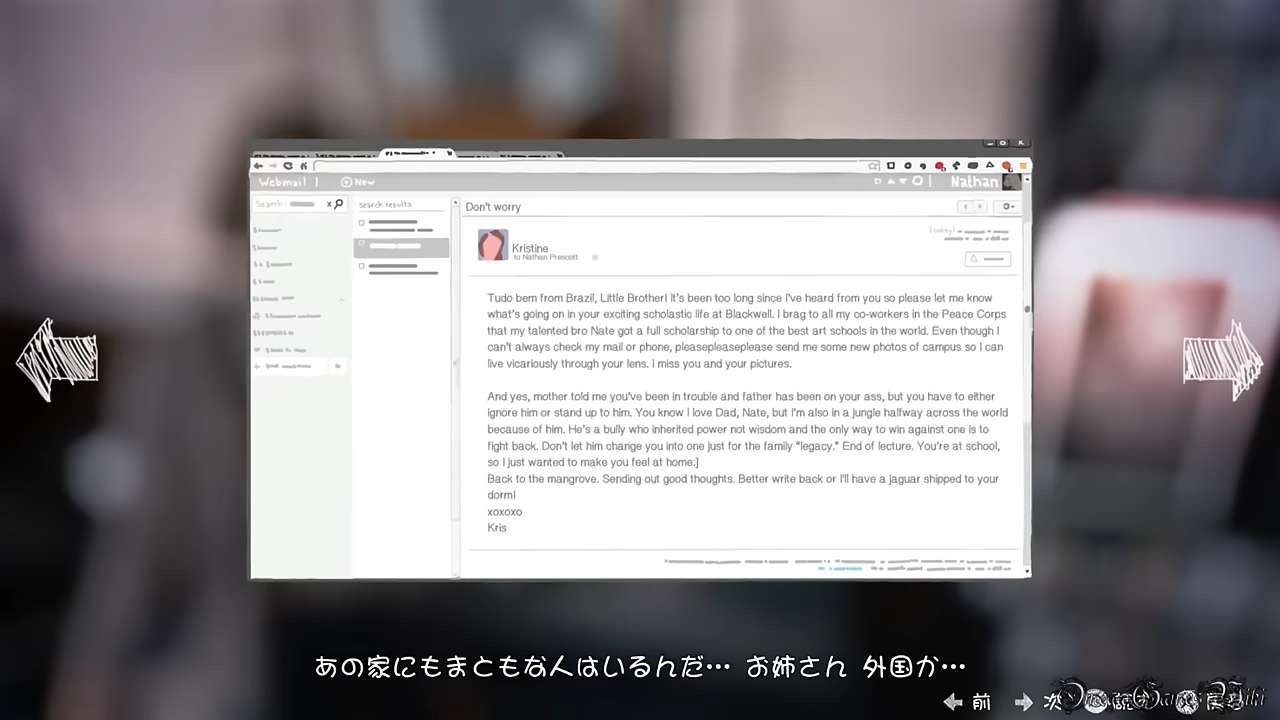 Webmail
New
Nathan
Search:
search results
Don't worry
Kristine
to Nathan Prescott
(today)
Tudo bem from Brazil, Little Brother! It's been too long since I've heard from you so please let me know
what's going on in your exciting scholastic life at Blackwell. I brag to all my co-workers in the Peace Corps
that my talented bro Nate got a full scholarship to one of the best art schools in the world. Even though I
can't always check my mail or phone, pleasepleaseplease send me some new photos of campus so I can
live vicariously through your lens. I miss you and your pictures.
And yes, mother told me you've been in trouble and father has been on your ass, but you have to either
ignore him or stand up to him. You know I love Dad, Nate, but I'm also in a jungle halfway across the world
because of him. He's a bully who inherited power not wisdom and the only way to win against one is to
fight back. Don't let him change you into one just for the family "legacy." End of lecture. You're at school,
so I just wanted to make you feel at home:]
Back to the mangrove. Sending out good thoughts. Better write back or I'll have a jaguar shipped to your
dorm!
xoxoxo
Kris
あの家にもまともな人はいるんだ… お姉さん 外国か…
前 次